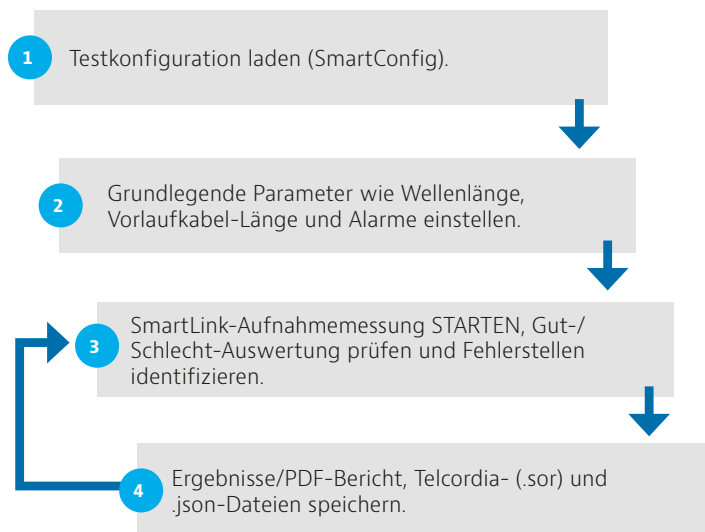 1
Testkonfiguration laden (SmartConfig).
2
Grundlegende Parameter wie Wellenlänge,
Vorlaufkabel-Länge und Alarme einstellen.
3
SmartLink-Aufnahmemessung STARTEN, Gut-/
Schlecht-Auswertung prüfen und Fehlerstellen
identifizieren.
4
Ergebnisse/PDF-Bericht, Telcordia- (.sor) und
.json-Dateien speichern.